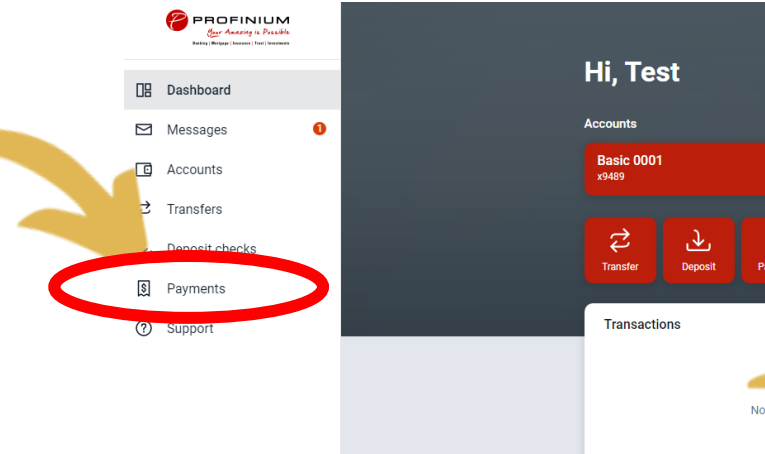 PROFINIUM
Your Amazing is Possible
Banking | Mortgage | Insurance | Trust | Investments
Dashboard
Messages
1
Accounts
Transfers
Deposit checks
Payments
Support
Hi, Test
Accounts
Basic 0001
x9489
Transfer
Deposit
Transactions
No